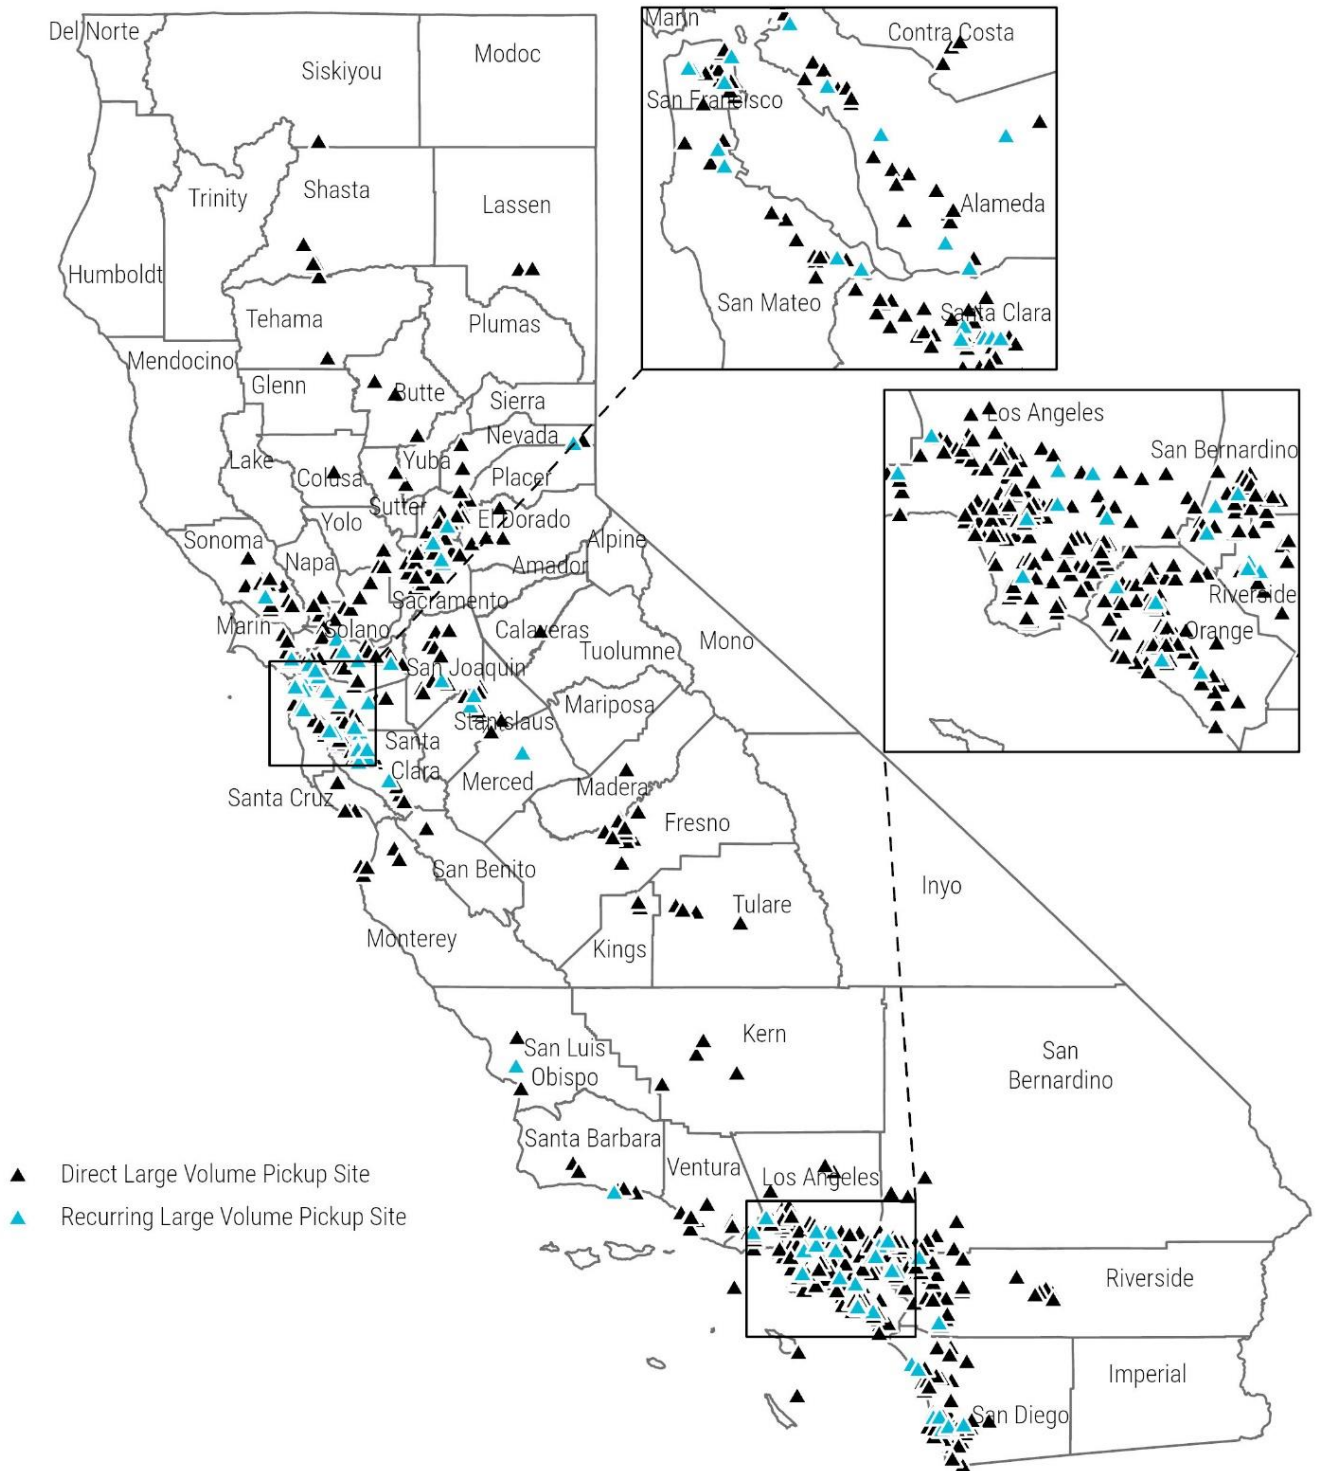 Del Norte
Siskiyou
Modoc
Marin
Contra Costa
San Francisco
Trinity
Shasta
Lassen
Alameda
Humboldt
San Mateo
Santa Clara
Tehama
Plumas
Mendocino
Glenn
Butte
Sierra
Los Angeles
San Bernardino
Nevada
Lake
Colusa
Yuba
Placer
Sutter
Yolo
El Dorado
Sonoma
Napa
Alpine
Amador
Sacramento
Riverside
Marin
Solano
Calaveras
Orange
Tuolumne
Mono
San Joaquin
Mariposa
Stanislaus
Santa
Clara
Merced
Madera
Santa Cruz
Fresno
San Benito
Inyo
Tulare
Monterey
Kings
Kern
San Luis
Obispo
San
Bernardino
Santa Barbara
Ventura
Los Angeles
Direct Large Volume Pickup Site
Recurring Large Volume Pickup Site
Riverside
Imperial
San Diego